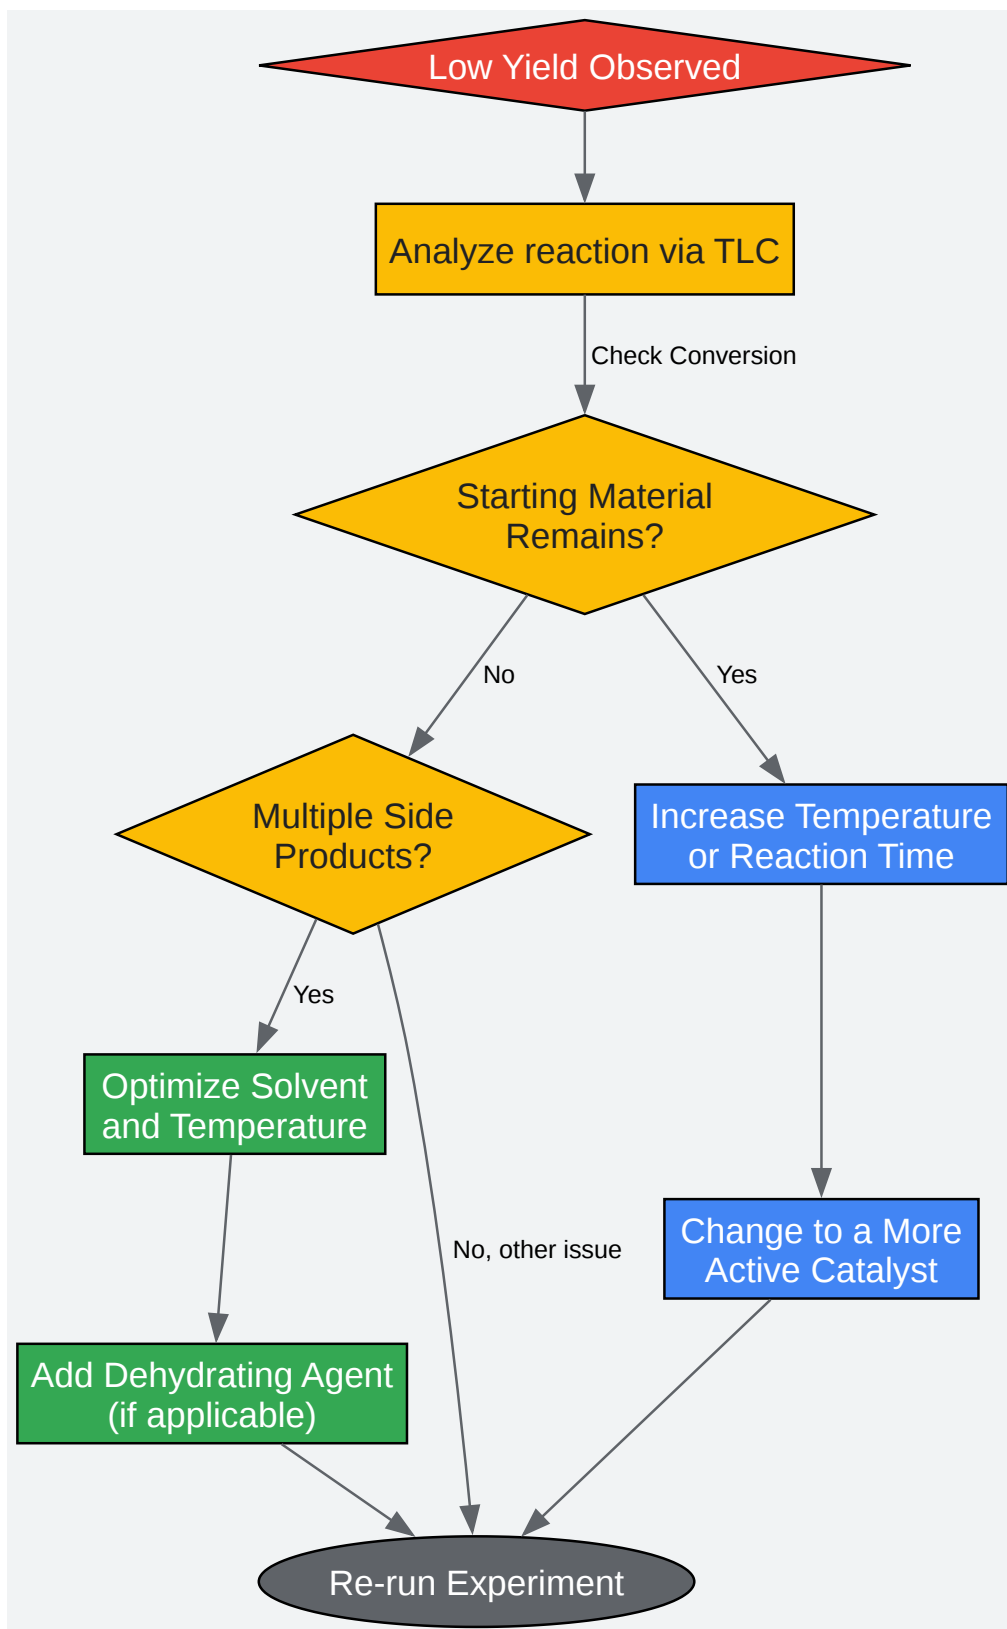 Low Yield Observed
Analyze reaction via TLC
Check Conversion
Starting Material
Remains?
No
Yes
Multiple Side
Products?
Increase Temperature
or Reaction Time
Yes
Optimize Solvent
and Temperature
No, other issue
Change to a More
Active Catalyst
Add Dehydrating Agent
(if applicable)
Re-run Experiment